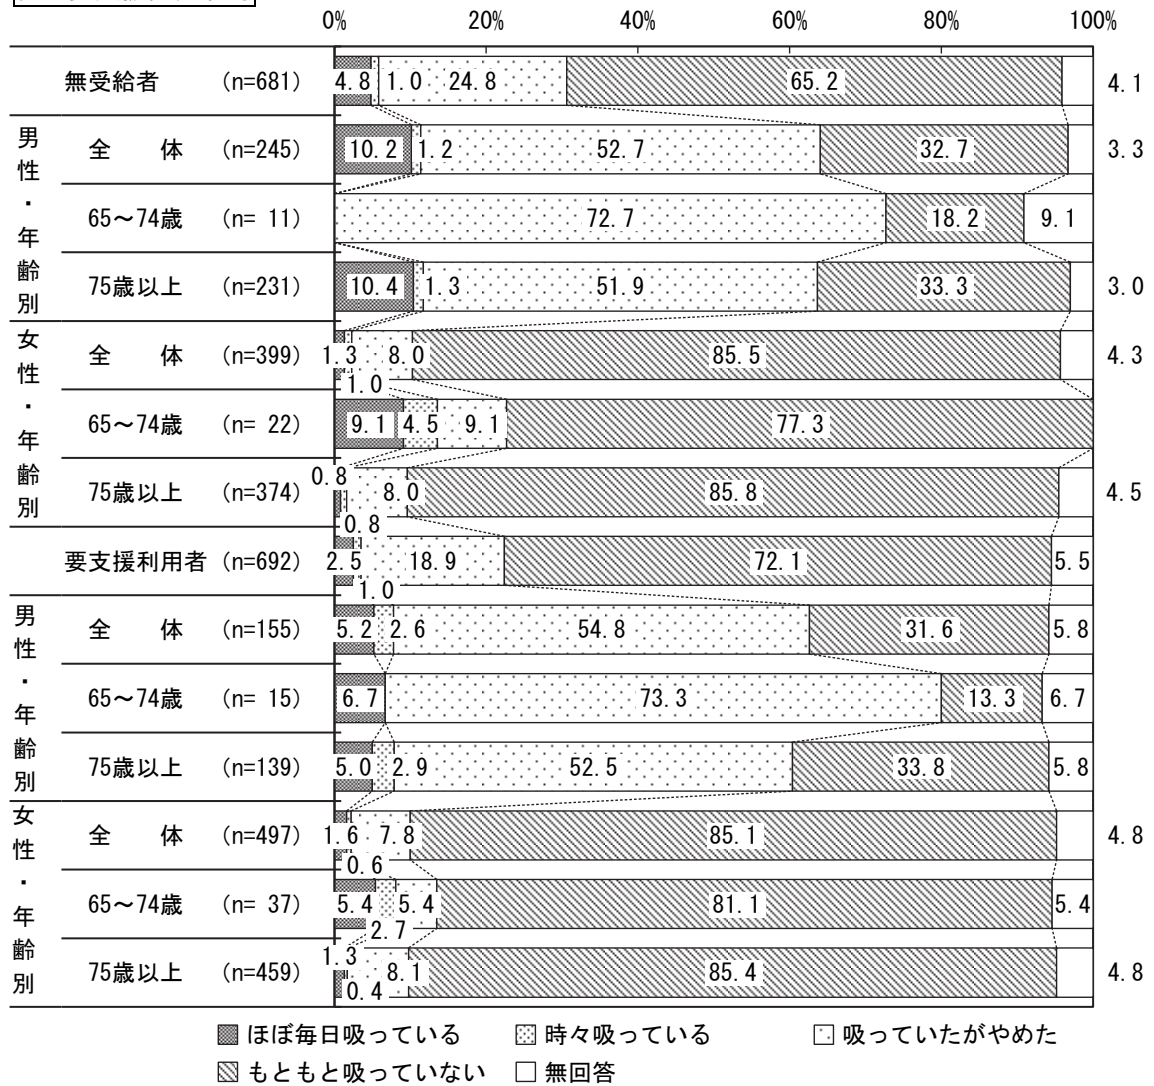 0% 20% 40% 60% 80% 100%
無受給者 (n=681) 4.8 1.0 24.8 65.2 4.1
男性・年齢別
全 体 (n=245) 10.2 1.2 52.7 32.7 3.3
65～74歳 (n= 11) 72.7 18.2 9.1
75歳以上 (n=231) 10.4 1.3 51.9 33.3 3.0
女性・年齢別
全 体 (n=399) 1.3 1.0 8.0 85.5 4.3
65～74歳 (n= 22) 9.1 4.5 9.1 77.3
75歳以上 (n=374) 0.8 0.8 8.0 85.8 4.5
要支援利用者 (n=692) 2.5 1.0 18.9 72.1 5.5
男性・年齢別
全 体 (n=155) 5.2 2.6 54.8 31.6 5.8
65～74歳 (n= 15) 6.7 73.3 13.3 6.7
75歳以上 (n=139) 5.0 2.9 52.5 33.8 5.8
女性・年齢別
全 体 (n=497) 1.6 0.6 7.8 85.1 4.8
65～74歳 (n= 37) 5.4 2.7 5.4 81.1 5.4
75歳以上 (n=459) 1.3 0.4 8.1 85.4 4.8
ほぼ毎日吸っている 時々吸っている 吸っていたがやめた
もともと吸っていない 無回答